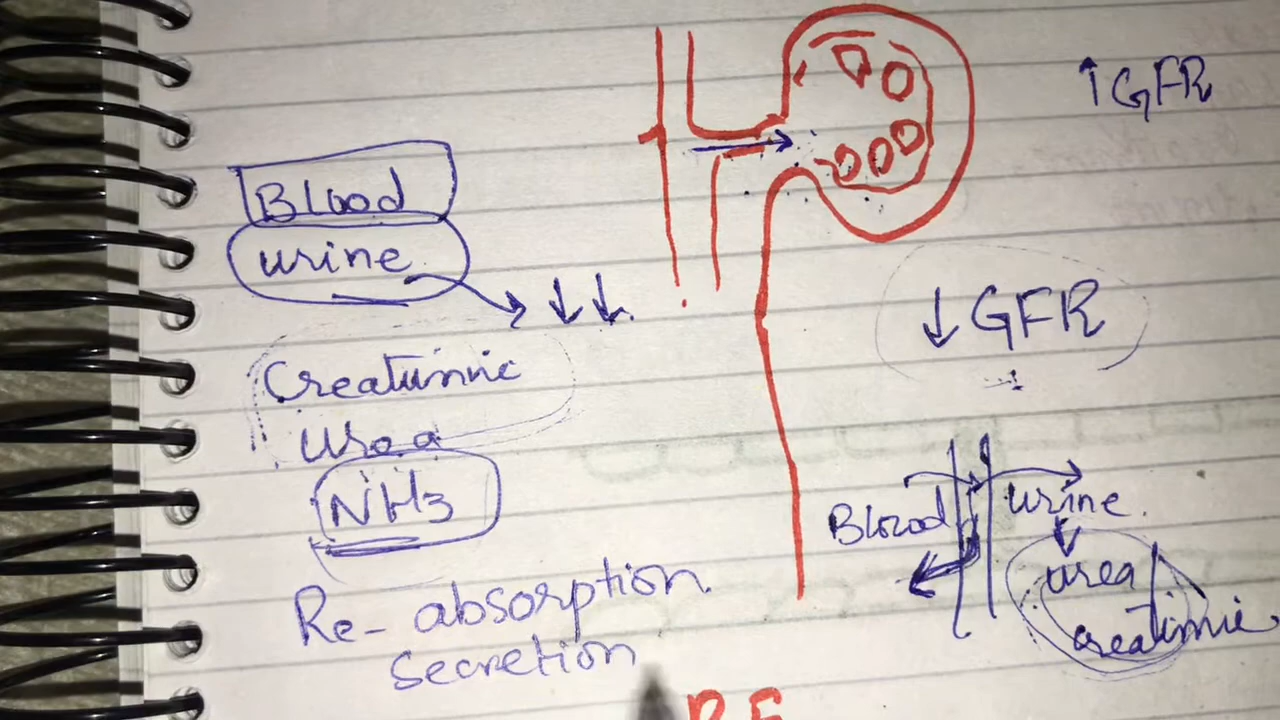 ↑GFR
Blood
urine
↓↓
↓GFR
Creatinine
Urea
NH3
Blood
urine
urea
creatinine
Re-absorption
secretion